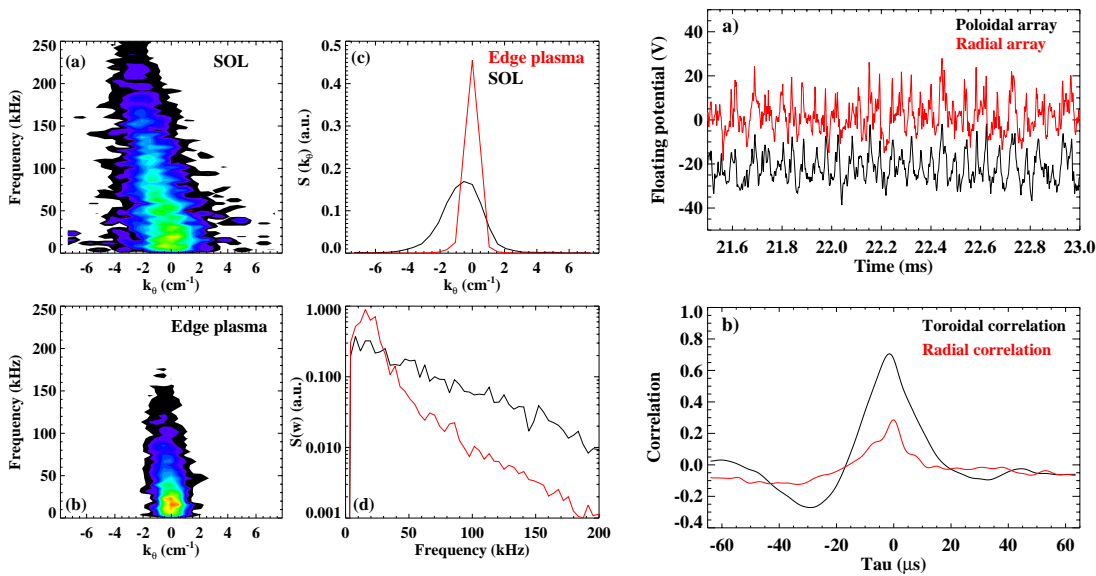 (a)
SOL
250
200
150
100
50
0
Frequency (kHz)
-6 -4 -2 0 2 4 6
kθ (cm⁻¹)
(c)
Edge plasma
SOL
0.5
0.4
0.3
0.2
0.1
0.0
S (kθ) (a.u.)
-6 -4 -2 0 2 4 6
kθ (cm⁻¹)
(b)
Edge plasma
250
200
150
100
50
0
Frequency (kHz)
-6 -4 -2 0 2 4 6
kθ (cm⁻¹)
(d)
1.000
0.100
0.010
0.001
S(w) (a.u.)
0 50 100 150 200
Frequency (kHz)
a)
Poloidal array
Radial array
40
20
0
-20
-40
Floating potential (V)
21.6 21.8 22.0 22.2 22.4 22.6 22.8 23.0
Time (ms)
b)
Toroidal correlation
Radial correlation
1.0
0.8
0.6
0.4
0.2
-0.0
-0.2
-0.4
Correlation
-60 -40 -20 0 20 40 60
Tau (μs)